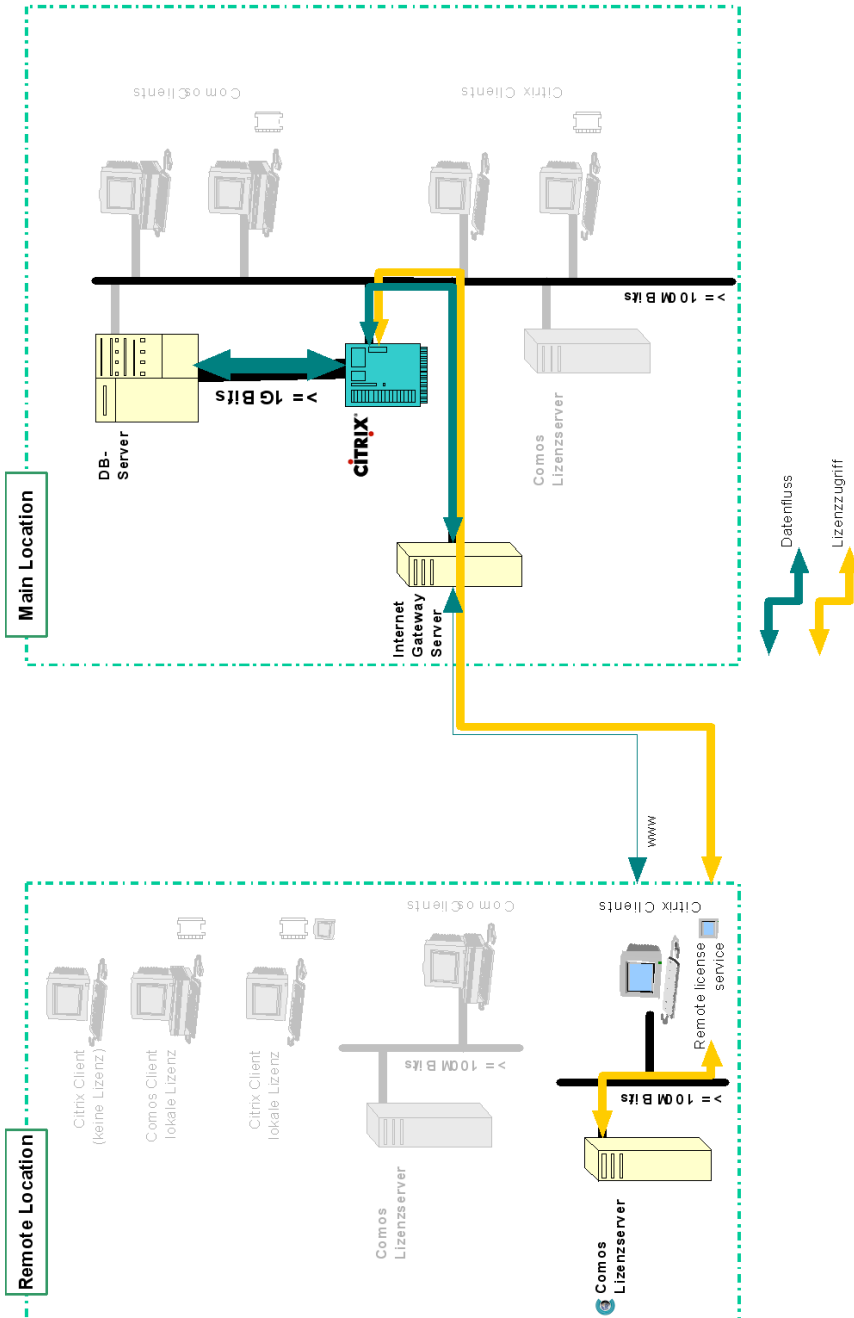 Comos Clients
Citrix Clients
>= 100M Bits
DB-
Server
>= 1G Bits
CITRIX
Comos
Lizenzserver
Main Location
Internet
Gateway
Server
Datenfluss
Lizenzzugriff
www
Citrix Client
(keine Lizenz)
Comos Client
lokale Lizenz
Citrix Client
lokale Lizenz
Comos Clients
>= 100M Bits
Comos
Lizenzserver
Citrix Clients
Remote license
service
>= 100M Bits
Comos
Lizenzserver
Remote Location